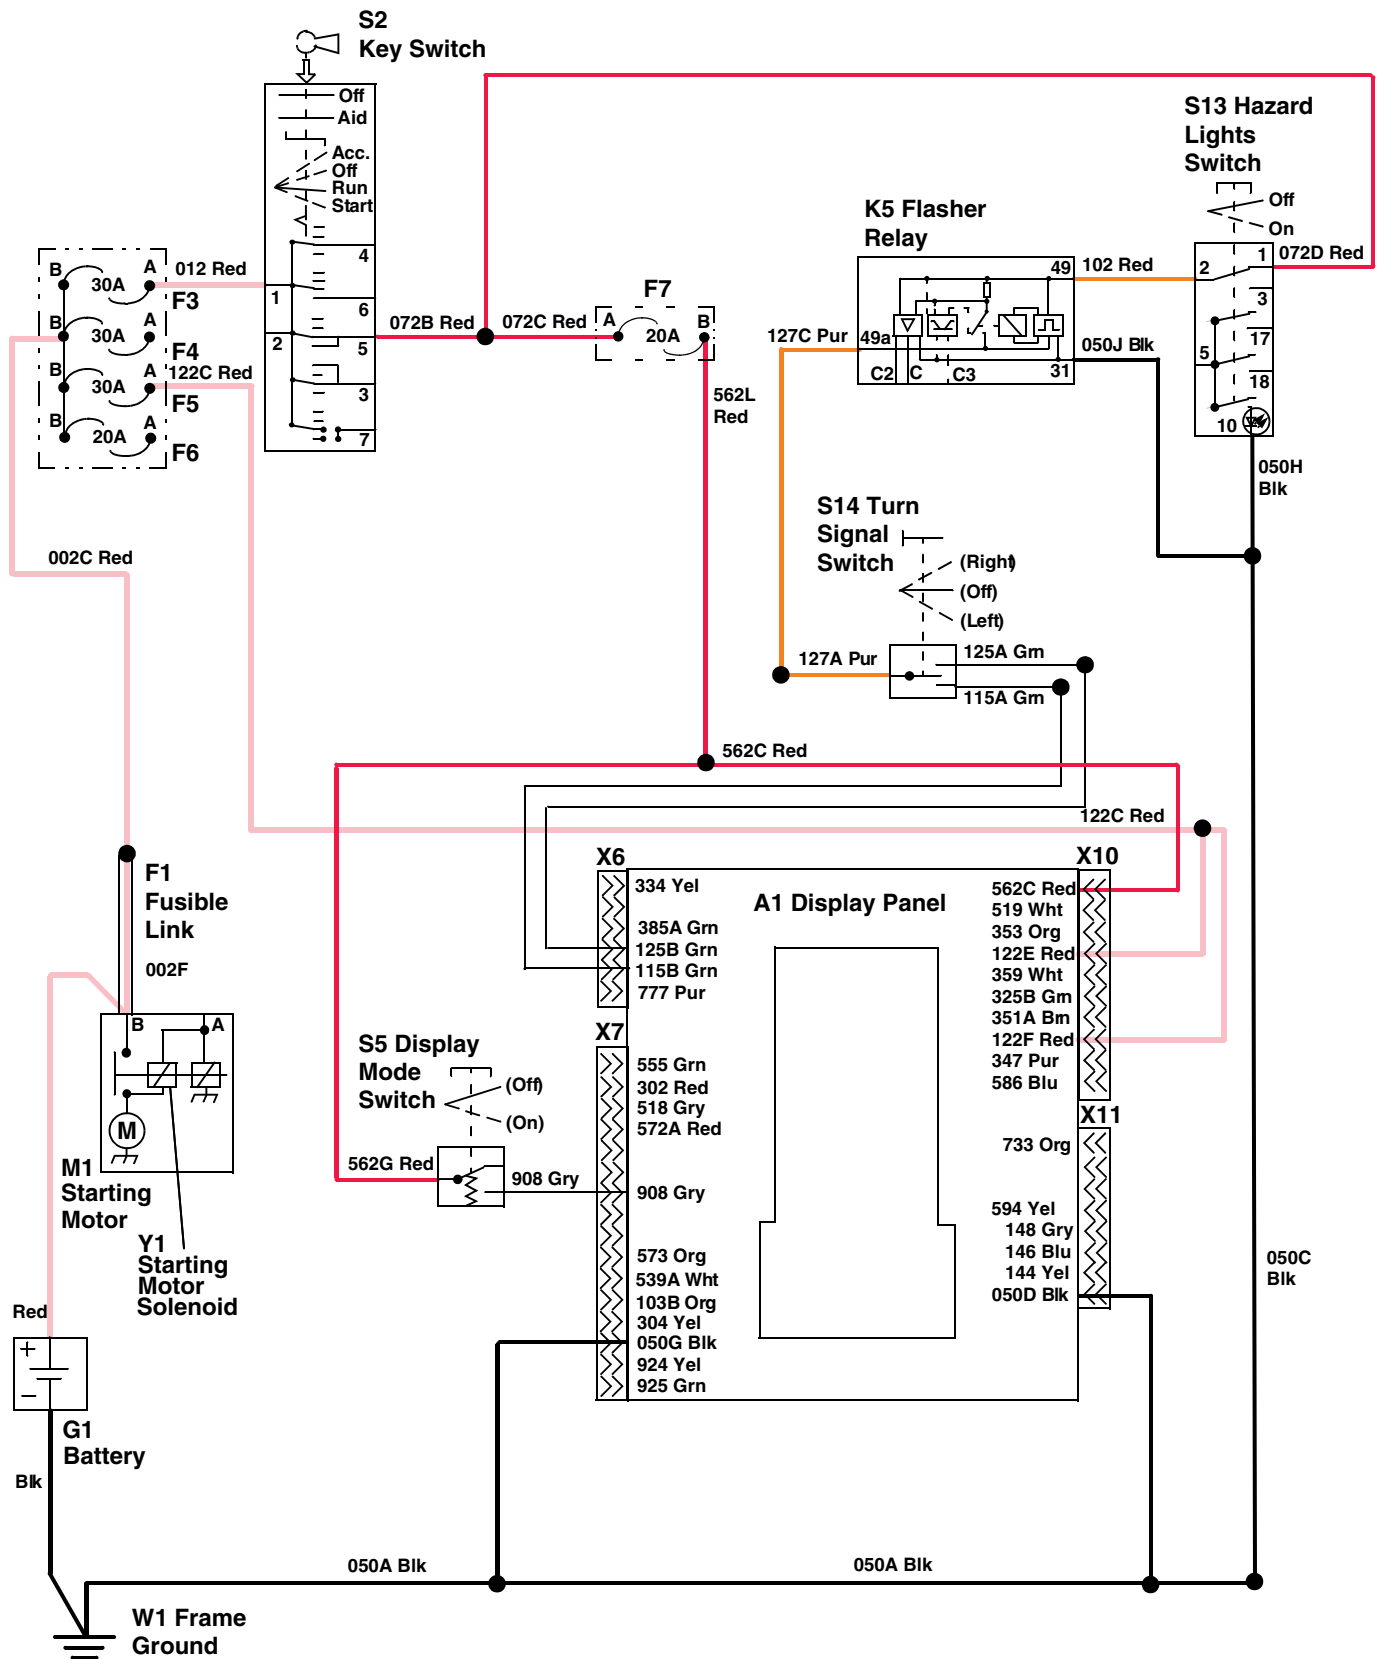 S2
Key Switch
Off
Aid
Acc.
Off
Run
Start
4
1
6
2
5
3
7
S13 Hazard
Lights
Switch
Off
On
1
2
3
17
5
18
10
072D Red
K5 Flasher
Relay
49
49a
31
C2
C
C3
102 Red
127C Pur
050J Blk
050H
Blk
B
30A
A
F3
B
30A
A
F4
B
30A
A
F5
B
20A
A
F6
012 Red
122C Red
072B Red
072C Red
F7
A
20A
B
562L
Red
002C Red
S14 Turn
Signal
Switch
(Right)
(Off)
(Left)
127A Pur
125A Grn
115A Grn
562C Red
122C Red
F1
Fusible
Link
002F
B
A
M
M1
Starting
Motor
Y1
Starting
Motor
Solenoid
Red
+
−
G1
Battery
Blk
S5 Display
Mode
Switch
(Off)
(On)
562G Red
908 Gry
A1 Display Panel
X6
334 Yel
385A Grn
125B Grn
115B Grn
777 Pur
X7
555 Grn
302 Red
518 Gry
572A Red
908 Gry
573 Org
539A Wht
103B Org
304 Yel
050G Blk
924 Yel
925 Grn
X10
562C Red
519 Wht
353 Org
122E Red
359 Wht
325B Grn
351A Brn
122F Red
347 Pur
586 Blu
X11
733 Org
594 Yel
148 Gry
146 Blu
144 Yel
050D Blk
050C
Blk
050A Blk
050A Blk
W1 Frame
Ground